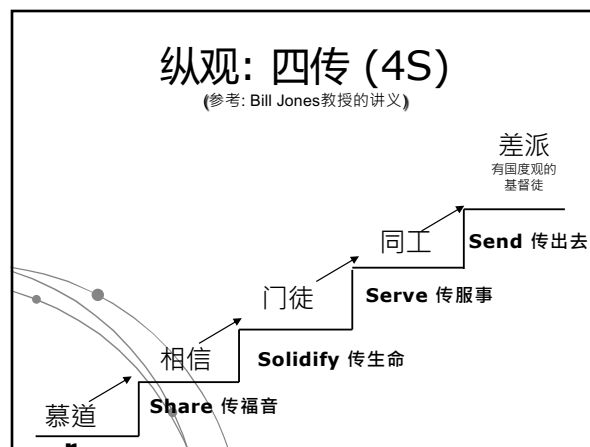 纵观: 四传 (4S)
(参考: Bill Jones教授的讲义)
差派
有国度观的
基督徒
同工
Send 传出去
门徒
Serve 传服事
相信
Solidify 传生命
慕道
Share 传福音